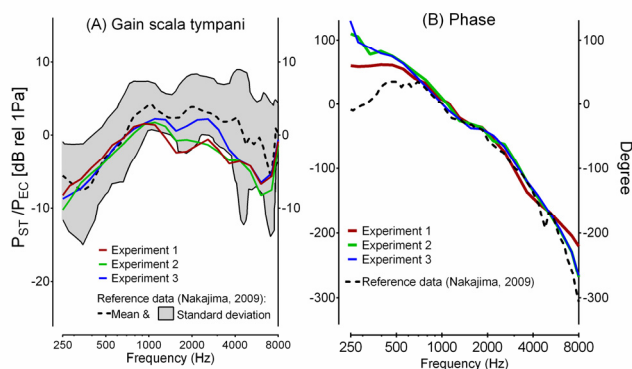 (A) Gain scala tympani
P_ST/P_EC [dB rel 1Pa]
10
0
-10
-20
10
0
-10
Experiment 1
Experiment 2
Experiment 3
Reference data (Nakajima, 2009):
Mean & Standard deviation
250 500 1000 2000 4000 8000
Frequency (Hz)
(B) Phase
100
0
-100
-200
-300
100
0
-100
-200
-300
Degree
Experiment 1
Experiment 2
Experiment 3
Reference data (Nakajima, 2009)
250 500 1000 2000 4000 8000
Frequency (Hz)